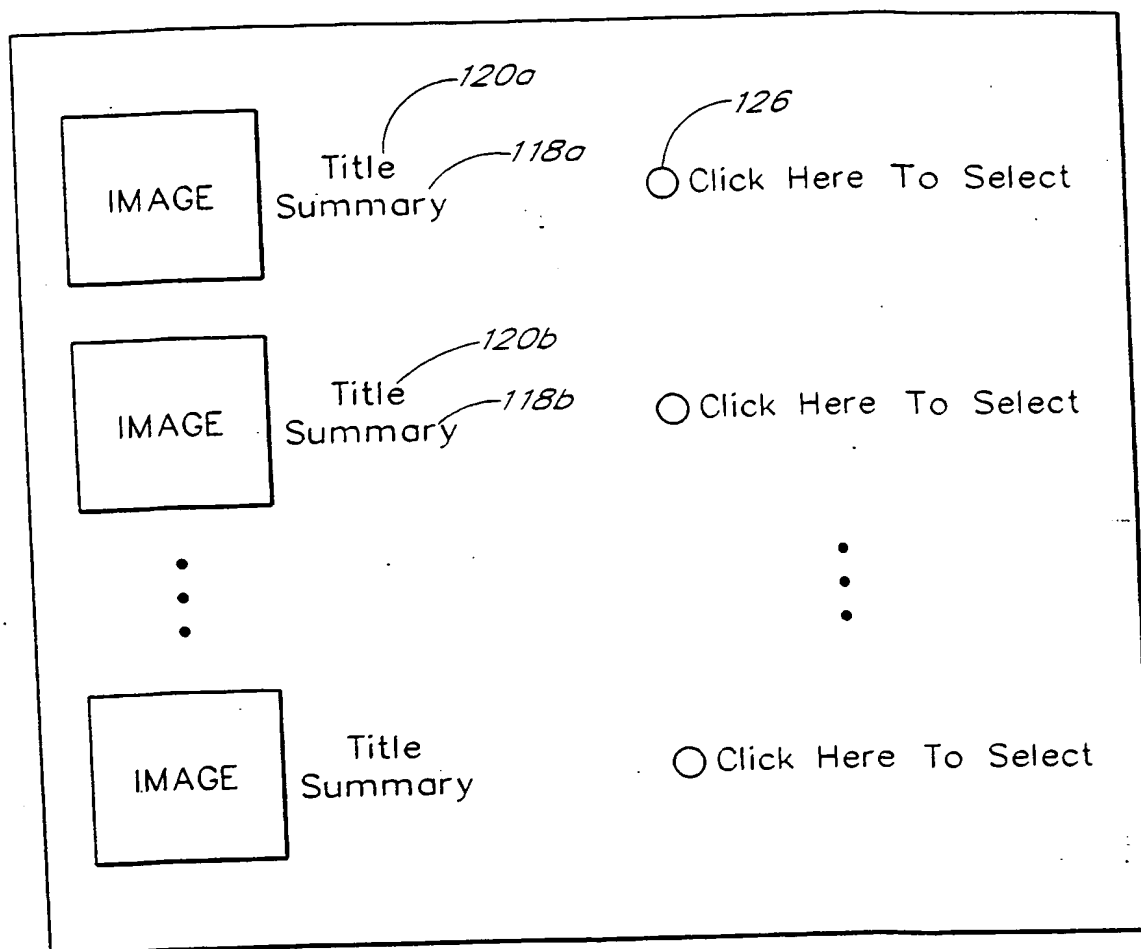 120a
126
118a
Title
IMAGE
Summary
Click Here To Select
120b
Title
118b
IMAGE
Summary
Click Here To Select
Title
IMAGE
Summary
Click Here To Select